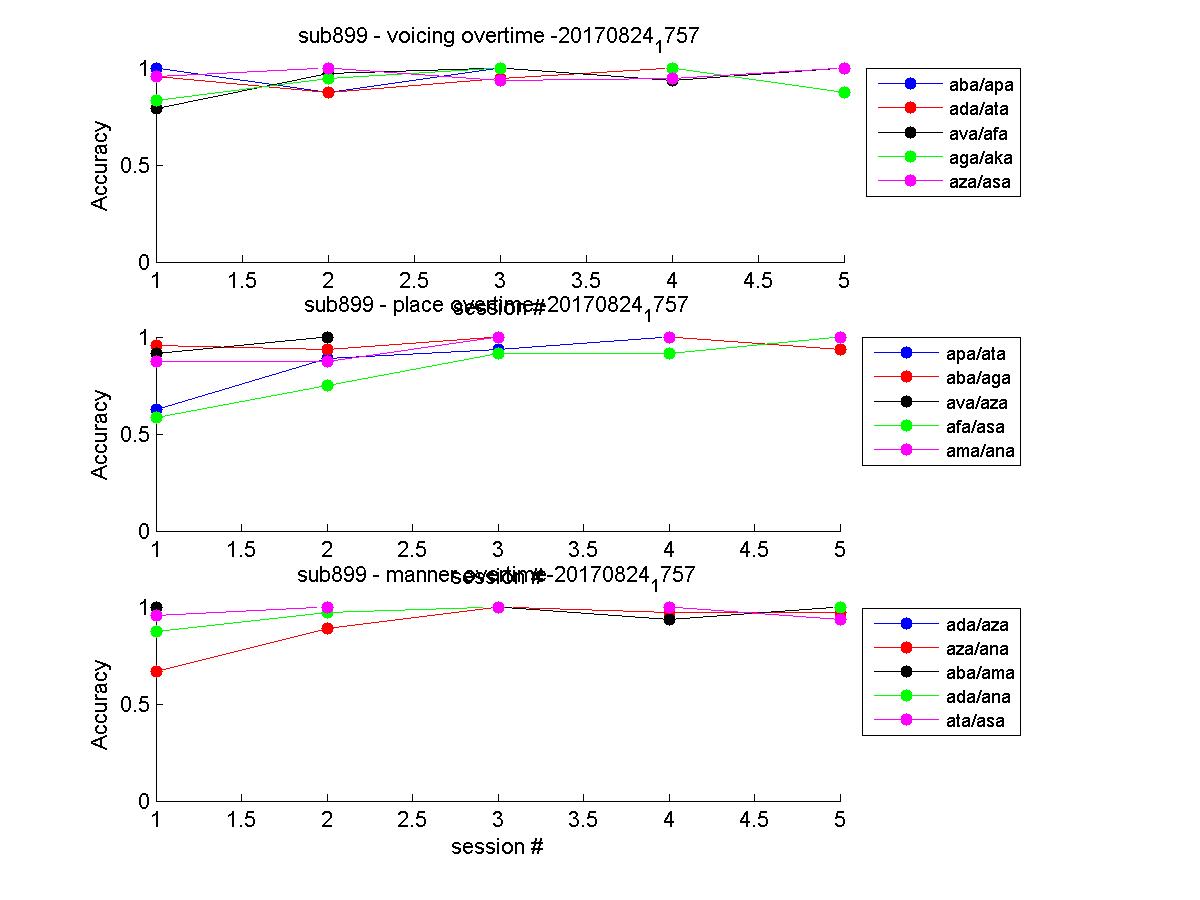 sub899 - voicing overtime -20170824_1757
1
0.5
0
Accuracy
1 1.5 2 2.5 3 3.5 4 4.5 5
session #
aba/apa
ada/ata
ava/afa
aga/aka
aza/asa
sub899 - place overtime-20170824_1757
1
0.5
0
Accuracy
1 1.5 2 2.5 3 3.5 4 4.5 5
session #
apa/ata
aba/aga
ava/aza
afa/asa
ama/ana
sub899 - manner overtime-20170824_1757
1
0.5
0
Accuracy
1 1.5 2 2.5 3 3.5 4 4.5 5
session #
ada/aza
aza/ana
aba/ama
ada/ana
ata/asa